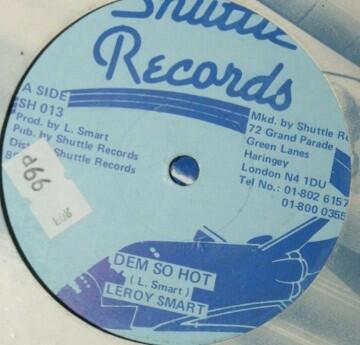 Shuttle
Records
A SIDE
SH 013
Prod. by L. Smart
Pub. by Shuttle Records
Shuttle Records
99p
Mkd. by Shuttle
72 Grand Parade
Green Lanes
Haringey
London N4 1DU
Tel No.: 01-802 6157
01-800
DEM SO HOT
( L. Smart )
LEROY SMART